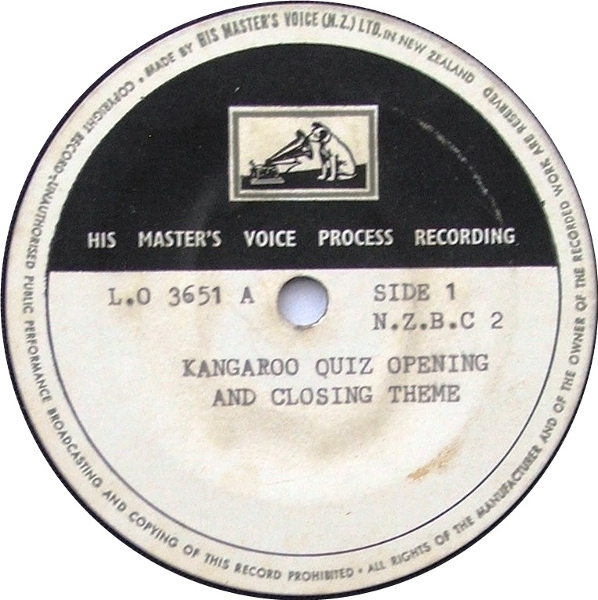 MADE BY HIS MASTER'S VOICE (N.Z.) LTD. IN NEW ZEALAND
COPYRIGHT RECORD—UNAUTHORISED PUBLIC PERFORMANCE BROADCASTING AND COPYING OF THIS RECORD PROHIBITED • ALL RIGHTS OF THE MANUFACTURER AND OF THE OWNER OF THE RECORDED WORK ARE RESERVED
HIS MASTER'S VOICE PROCESS RECORDING
L.O 3651 A SIDE 1
N.Z.B.C 2
KANGAROO QUIZ OPENING
AND CLOSING THEME